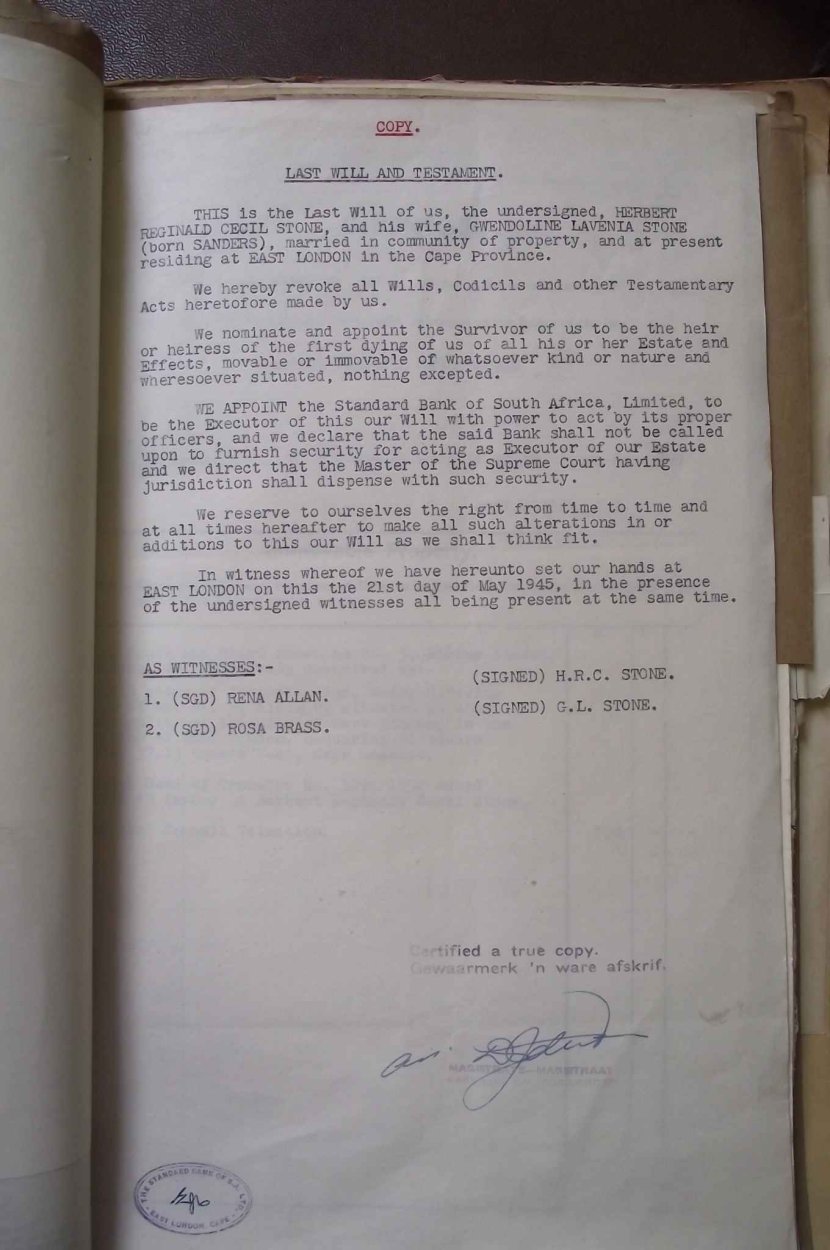 COPY.
LAST WILL AND TESTAMENT.
THIS is the Last Will of us, the undersigned, HERBERT
REGINALD CECIL STONE, and his wife, GWENDOLINE LAVENIA STONE
(born SANDERS), married in community of property, and at present
residing at EAST LONDON in the Cape Province.
We hereby revoke all Wills, Codicils and other Testamentary
Acts heretofore made by us.
We nominate and appoint the Survivor of us to be the heir
or heiress of the first dying of us of all his or her Estate and
Effects, movable or immovable of whatsoever kind or nature and
wheresoever situated, nothing excepted.
WE APPOINT the Standard Bank of South Africa, Limited, to
be the Executor of this our Will with power to act by its proper
officers, and we declare that the said Bank shall not be called
upon to furnish security for acting as Executor of our Estate
and we direct that the Master of the Supreme Court having
jurisdiction shall dispense with such security.
We reserve to ourselves the right from time to time and
at all times hereafter to make all such alterations in or
additions to this our Will as we shall think fit.
In witness whereof we have hereunto set our hands at
EAST LONDON on this the 21st day of May 1945, in the presence
of the undersigned witnesses all being present at the same time.
AS WITNESSES:-
(SIGNED) H.R.C. STONE.
1. (SGD) RENA ALLAN.
(SIGNED) G.L. STONE.
2. (SGD) ROSA BRASS.
Certified a true copy.
Gewaarmerk 'n ware afskrif.
MAGISTRATE - MAGISTRAAT
THE STANDARD BANK OF S.A. LTD.
EAST LONDON, CAPE